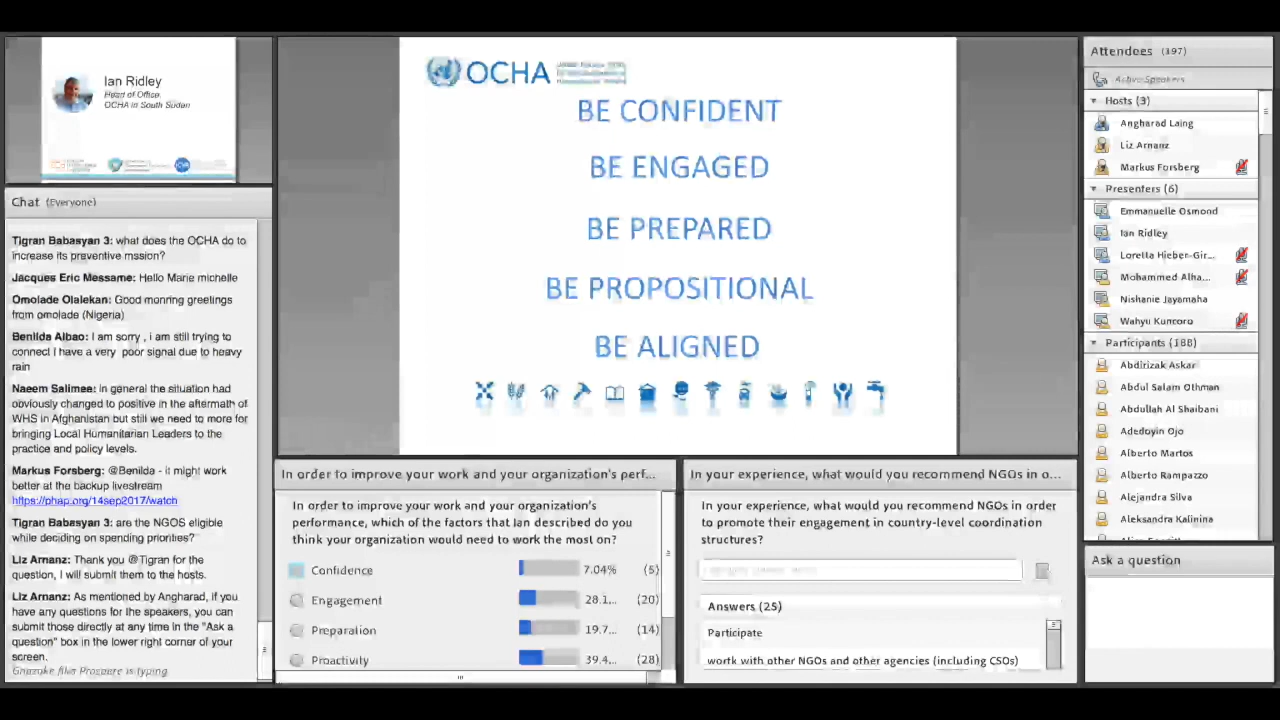 Ian Ridley
Head of Office,
OCHA in South Sudan
Chat (Everyone)
Tigran Babasyan 3: what does the OCHA do to
increase its preventive mssion?
Jacques Eric Messame: Hello Marie michelle
Omolade Olalekan: Good monring greetings
from omolade (Nigeria)
Benilda Albao: I am sorry , i am still trying to
connect I have a very poor signal due to heavy
rain
Naeem Salimee: in general the situation had
obviously changed to positive in the aftermath of
WHS in Afghanistan but still we need to more for
bringing Local Humanitarian Leaders to the
practice and policy levels.
Markus Forsberg: @Benilda - it might work
better at the backup livestream
https://phap.org/14sep2017/watch
Tigran Babasyan 3: are the NGOS eligible
while deciding on spending priorities?
Liz Arnanz: Thank you @Tigran for the
question, I will submit them to the hosts.
Liz Arnanz: As mentioned by Angharad, if you
have any questions for the speakers, you can
submit those directly at any time in the "Ask a
question" box in the lower right corner of your
screen.
Prospere is typing
OCHA
BE CONFIDENT
BE ENGAGED
BE PREPARED
BE PROPOSITIONAL
BE ALIGNED
In order to improve your work and your organization's perf...
In order to improve your work and your organization's
performance, which of the factors that Ian described do you
think your organization would need to work the most on?
Confidence 7.04% (5)
Engagement 28.1... (20)
Preparation 19.7... (14)
Proactivity 39.4... (28)
In your experience, what would you recommend NGOs in o...
In your experience, what would you recommend NGOs in order
to promote their engagement in country-level coordination
structures?
Answers (25)
Participate
work with other NGOs and other agencies (including CSOs)
Attendees (197)
Active Speakers
Hosts (3)
Angharad Laing
Liz Arnanz
Markus Forsberg
Presenters (6)
Emmanuelle Osmond
Ian Ridley
Loretta Hieber-Gir...
Mohammed Alha...
Nishanie Jayamaha
Wahyu Kuncoro
Participants (188)
Abdirizak Askar
Abdul Salam Othman
Abdullah Al Shaibani
Adedoyin Ojo
Alberto Martos
Alberto Rampazzo
Alejandra Silva
Aleksandra Kalinina
Ask a question